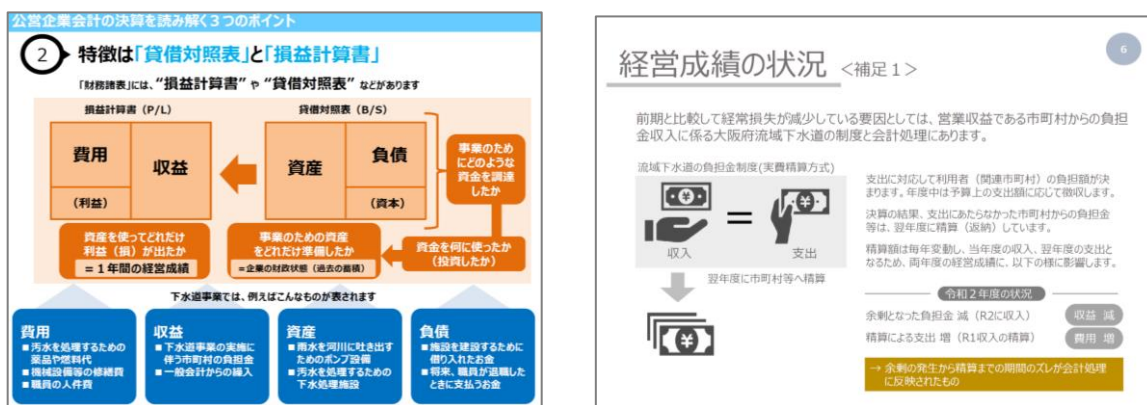 公営企業会計の決算を読み解く３つのポイント
2
特徴は「貸借対照表」と「損益計算書」
「財務諸表」には、“損益計算書” や “貸借対照表” などがあります
損益計算書（P/L）
費用
収益
（利益）
貸借対照表（B/S）
資産
負債
（資本）
事業のため
にどのような
資金を調達
したか
資産を使ってどれだけ
利益（損）が出たか
＝１年間の経営成績
事業のための資産
をどれだけ準備したか
＝企業の財政状態（過去の蓄積）
資金を何に使ったか
（投資したか）
下水道事業では、例えばこんなものが表されます
費用
■ 汚水を処理するための
薬品や燃料代
■ 機械設備等の修繕費
■ 職員の人件費
収益
■ 下水道事業の実施に
伴う市町村の負担金
■ 一般会計からの繰入
資産
■ 雨水を河川に吐き出す
ためのポンプ設備
■ 汚水を処理するための
下水処理施設
負債
■ 施設を建設するために
借り入れたお金
■ 将来、職員が退職した
ときに支払うお金
6
経営成績の状況 ＜補足１＞
前期と比較して経常損失が減少している要因としては、営業収益である市町村からの負担
金収入に係る大阪府流域下水道の制度と会計処理にあります。
流域下水道の負担金制度(実費精算方式)
¥
＝
¥
収入
支出
翌年度に市町村等へ精算
¥
支出に対応して利用者（関連市町村）の負担額が決
まります。年度中は予算上の支出額に応じて徴収します。
決算の結果、支出にあたらなかった市町村からの負担金
等は、翌年度に精算（返納）しています。
精算額は毎年変動し、当年度の収入、翌年度の支出と
なるため、両年度の経営成績に、以下の様に影響します。
令和２年度の状況
余剰となった負担金 減（R2に収入）
収益 減
精算による支出 増（R1収入の精算）
費用 増
→ 余剰の発生から精算までの期間のズレが会計処理
に反映されたもの